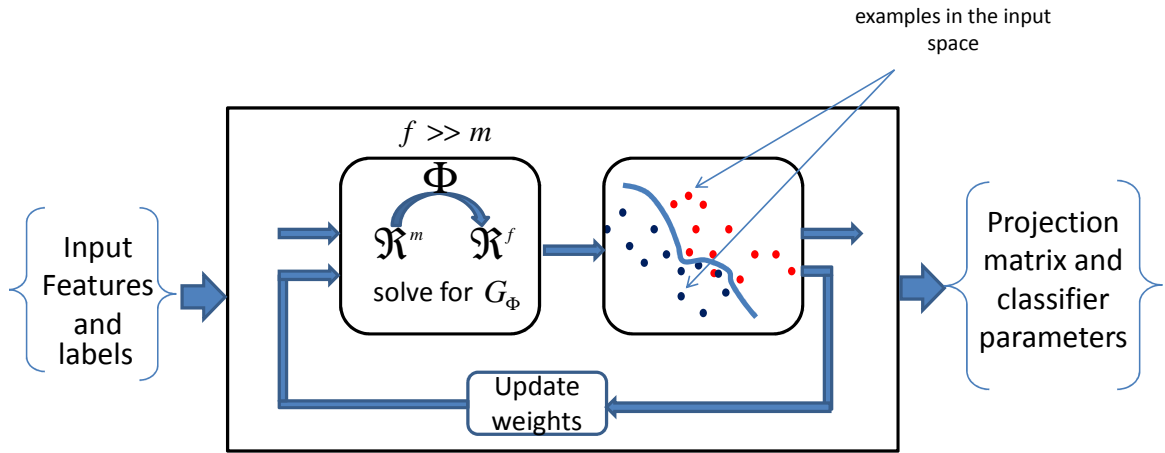 examples in the input
space
f >> m
Φ
ℜ^m ℜ^f
solve for G_Φ
Input
Features
and
labels
Update
weights
Projection
matrix and
classifier
parameters